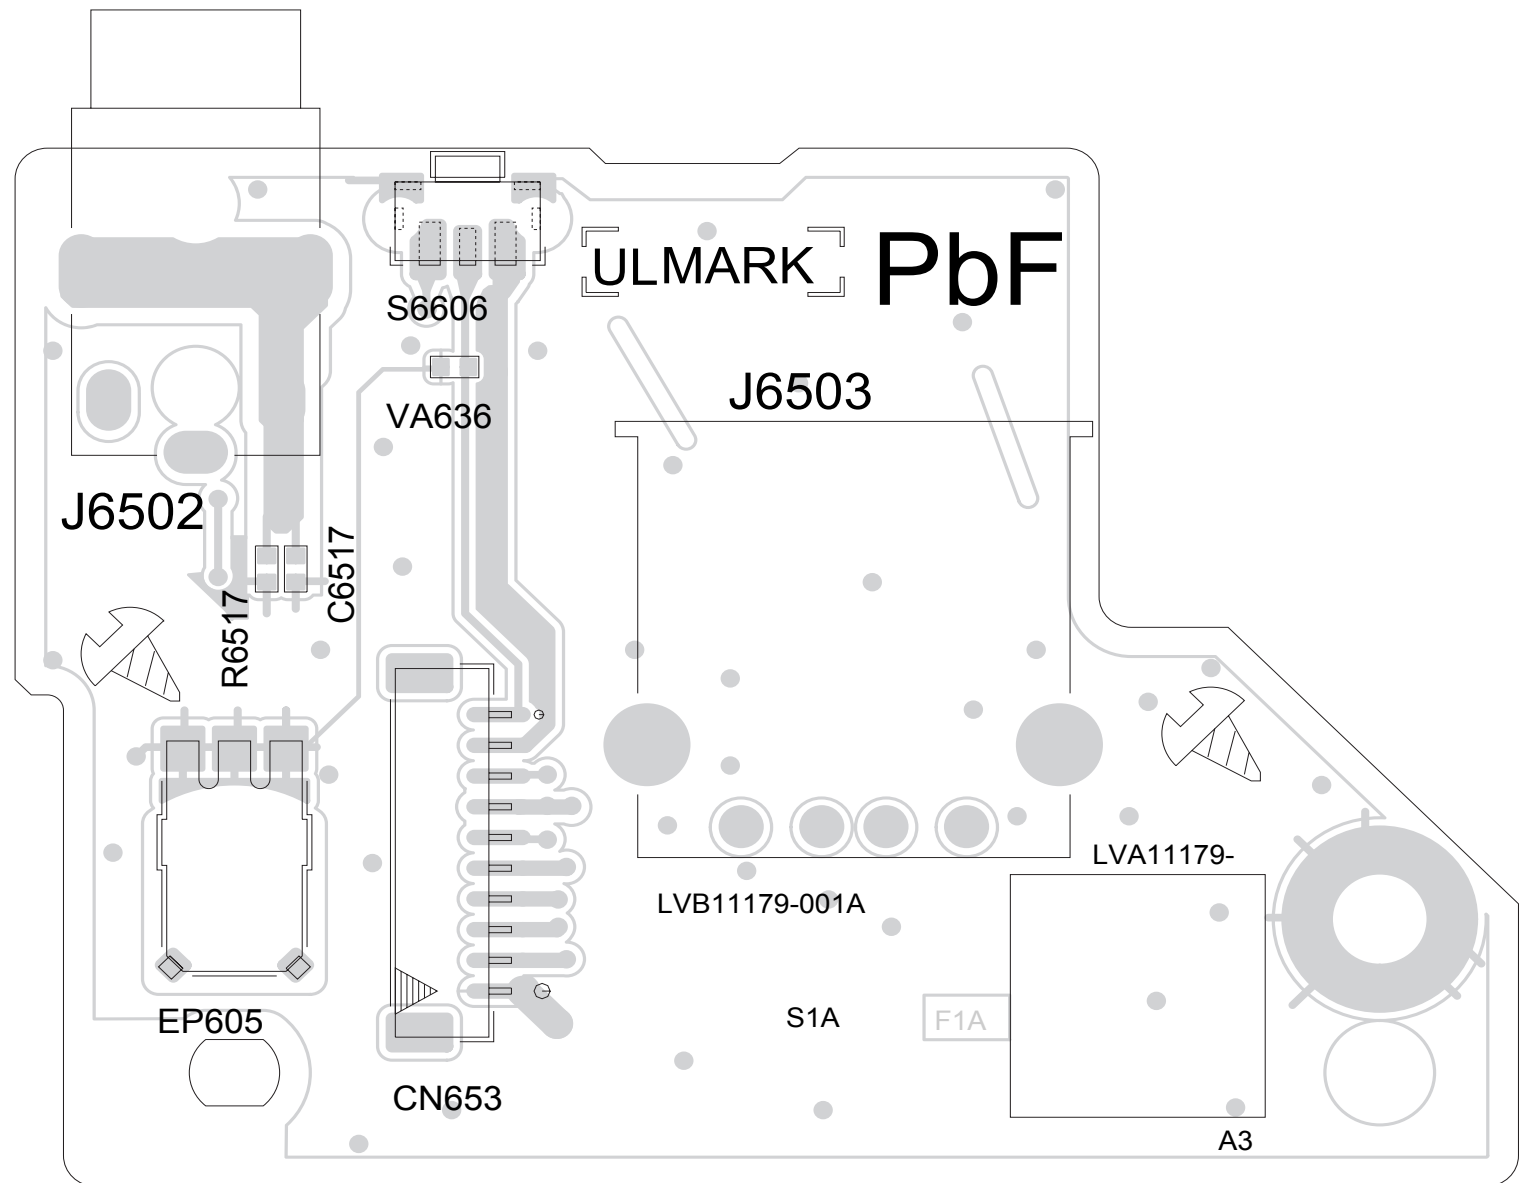 ULMARK
PbF
S6606
J6503
VA636
J6502
C6517
R6517
LVA11179-
LVB11179-001A
EP605
S1A
F1A
CN653
A3